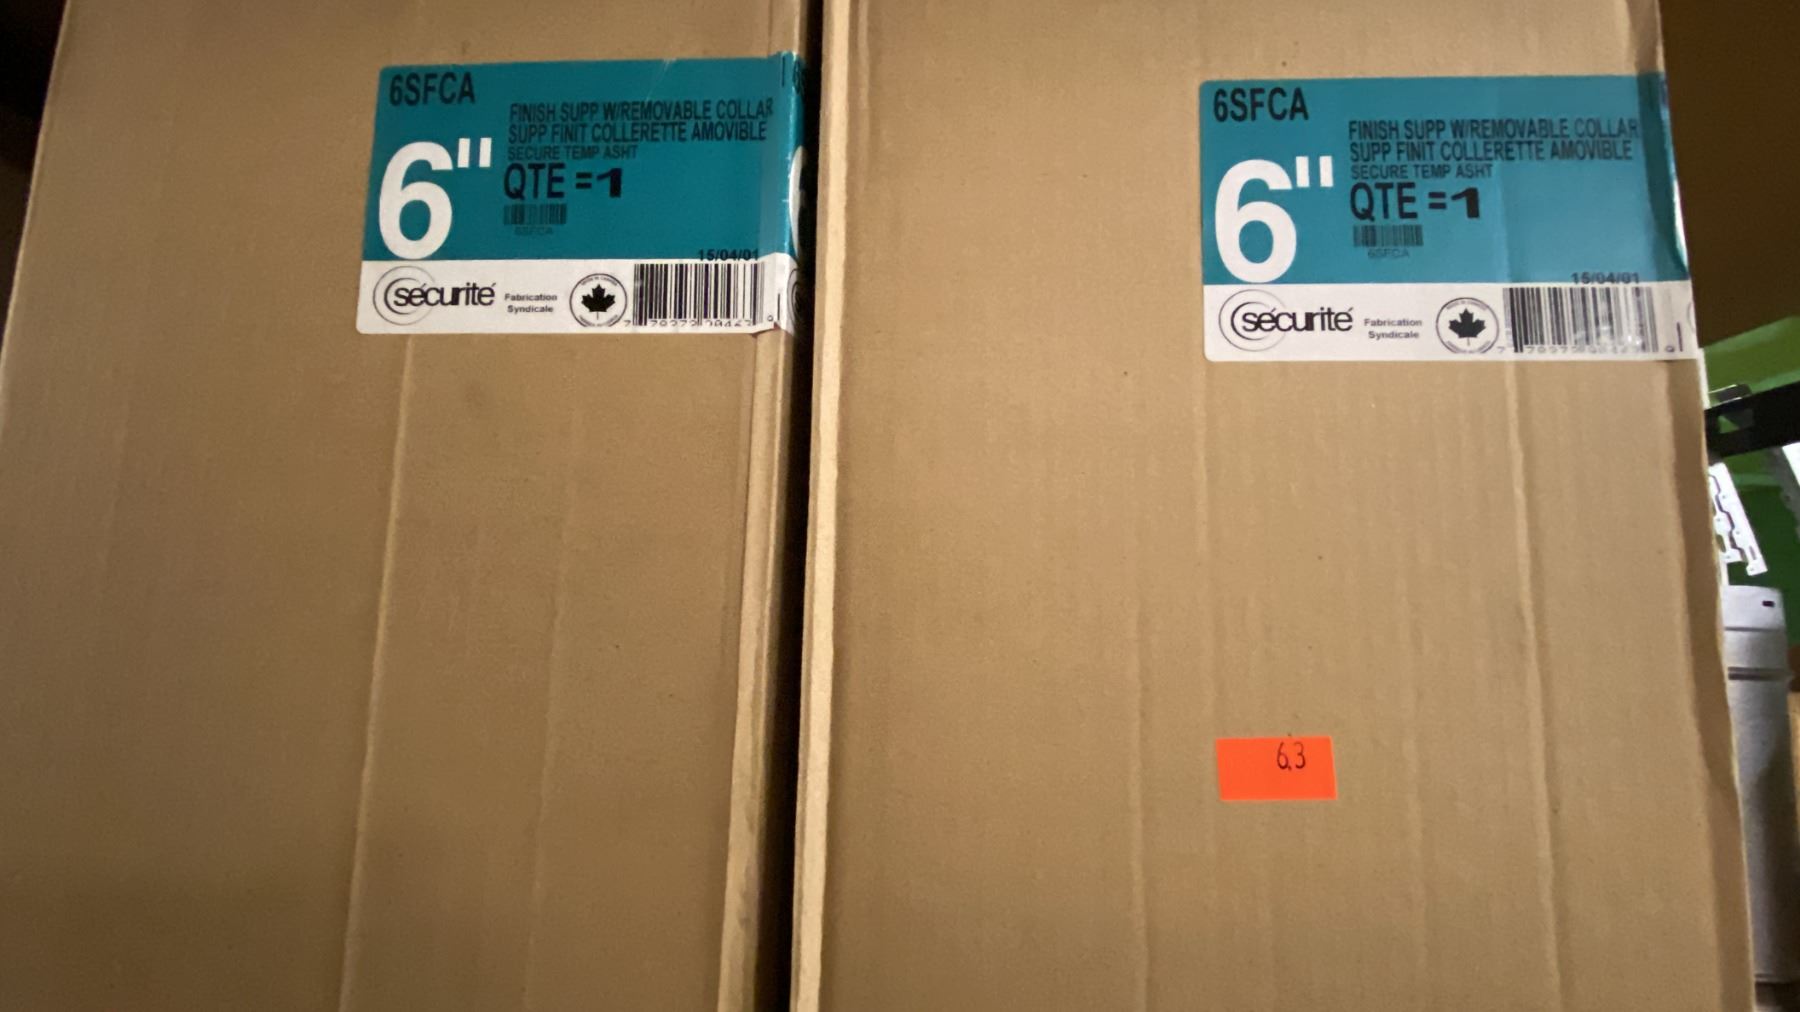 6SFCA
FINISH SUPP W/REMOVABLE COLLAR
SUPP FINIT COLLERETTE AMOVIBLE
SECURE TEMP ASHT
6"
QTE =1
6SFCA
15/04/01
sécurité
Fabrication
Syndicale
6SFCA
FINISH SUPP W/REMOVABLE COLLAR
SUPP FINIT COLLERETTE AMOVIBLE
SECURE TEMP ASHT
6"
QTE =1
6SFCA
15/04/01
sécurité
Fabrication
Syndicale
6,3